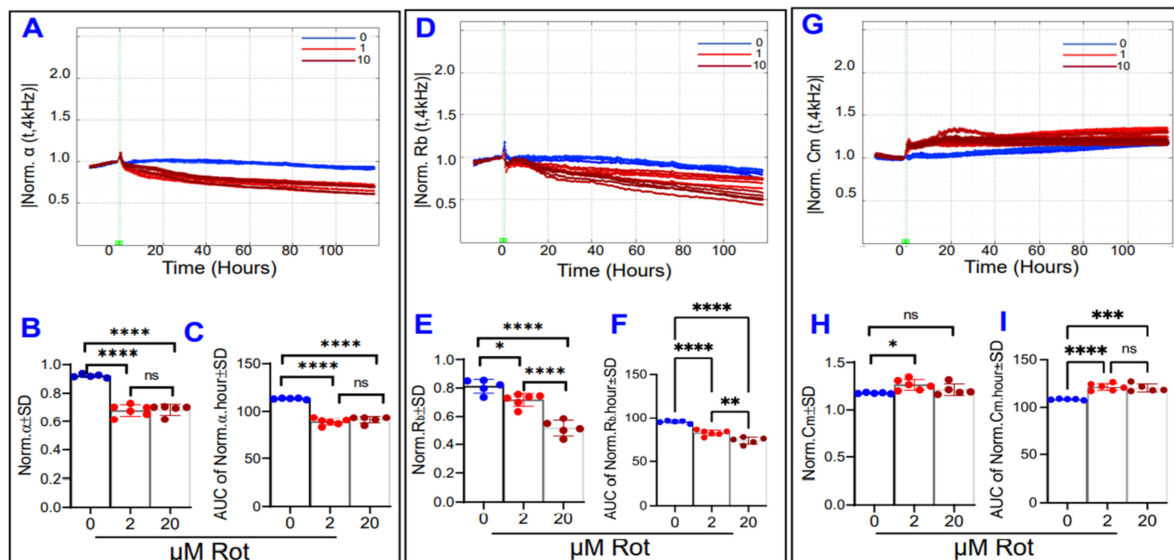 A
|Norm. α (t,4kHz)|
2.5
2.0
1.5
1.0
0.5
0
1
10
0 20 40 60 80 100
Time (Hours)
D
|Norm. Rb (t,4kHz)|
2.5
2.0
1.5
1.0
0.5
0
1
10
0 20 40 60 80 100
Time (Hours)
G
|Norm. Cm (t,4kHz)|
2.5
2.0
1.5
1.0
0.5
0
1
10
0 20 40 60 80 100
Time (Hours)
B
Norm.α±SD
1.0
0.8
0.6
0.4
0.2
0.0
****
****
ns
0 2 20
C
AUC of Norm.α.hour±SD
150
100
50
0
****
****
ns
0 2 20
µM Rot
E
Norm.Rb±SD
1.0
0.8
0.6
0.4
0.2
0.0
****
*
****
0 2 20
F
AUC of Norm.Rb.hour±SD
150
100
50
0
****
****
**
0 2 20
µM Rot
H
Norm.Cm±SD
1.5
1.0
0.5
0.0
ns
*
ns
0 2 20
I
AUC of Norm.Cm.hour±SD
150
100
50
0
***
****
ns
0 2 20
µM Rot